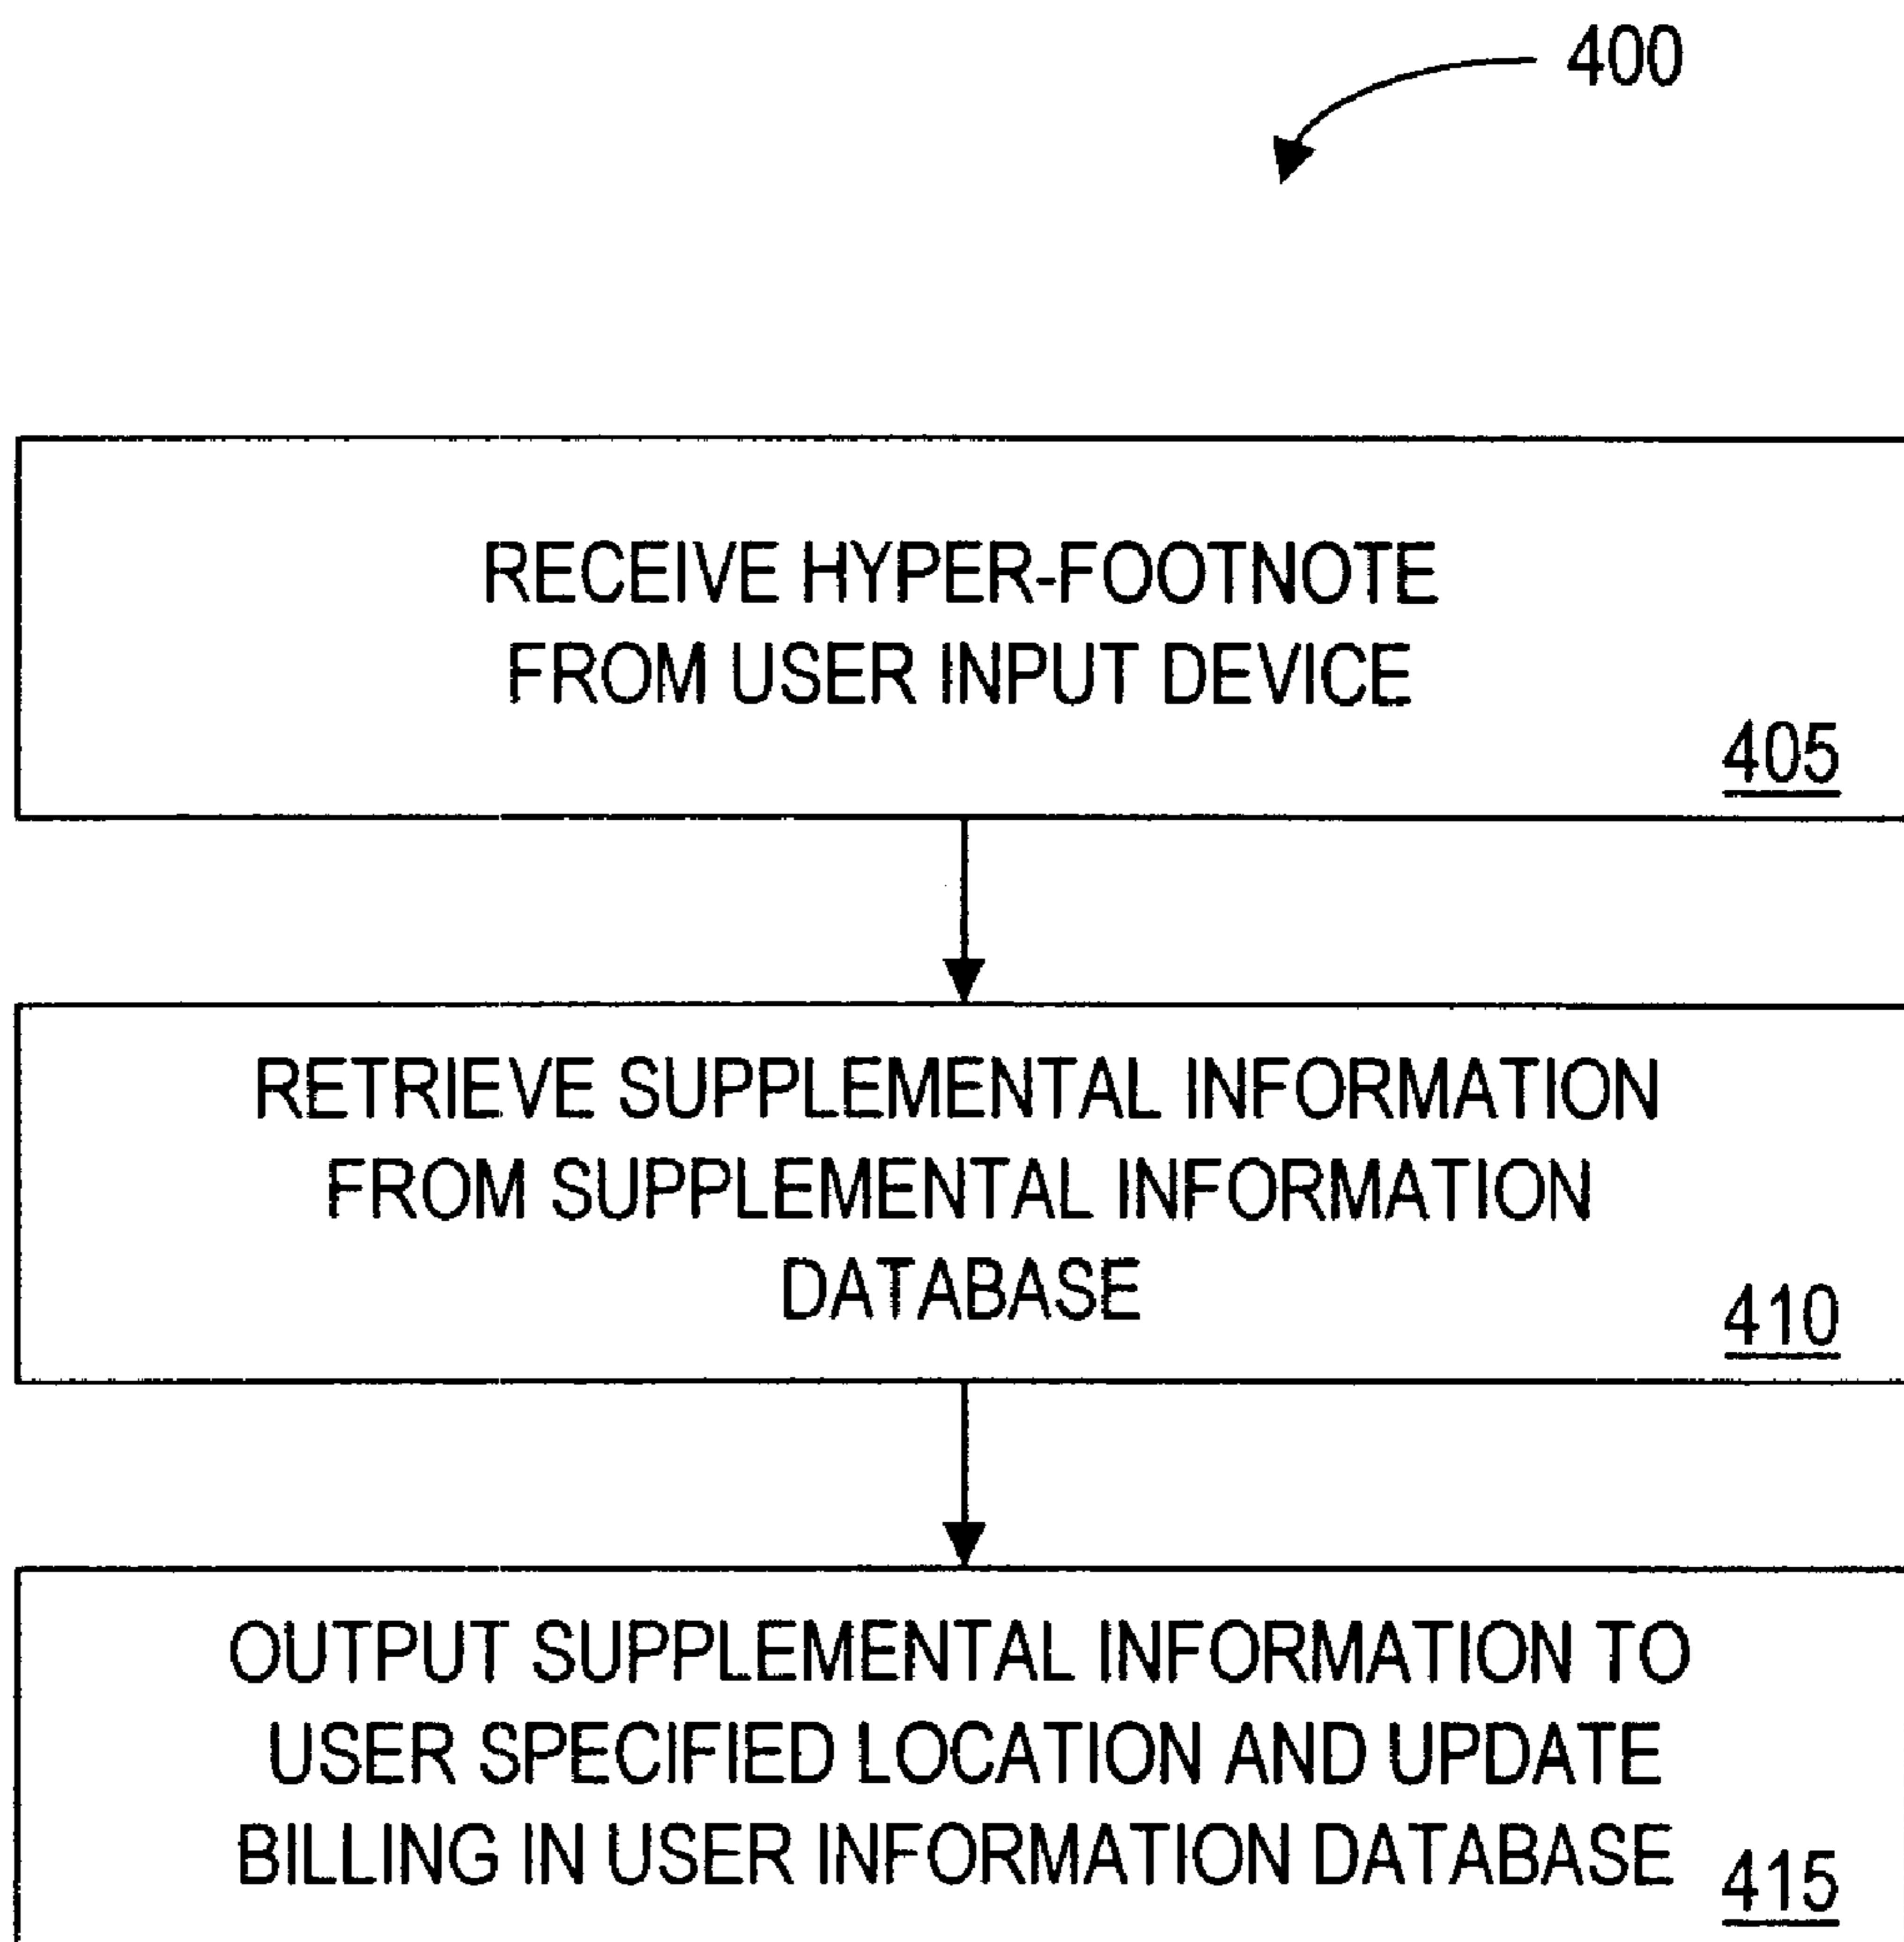 400
RECEIVE HYPER-FOOTNOTE
FROM USER INPUT DEVICE
405
RETRIEVE SUPPLEMENTAL INFORMATION
FROM SUPPLEMENTAL INFORMATION
DATABASE
410
OUTPUT SUPPLEMENTAL INFORMATION TO
USER SPECIFIED LOCATION AND UPDATE
BILLING IN USER INFORMATION DATABASE
415